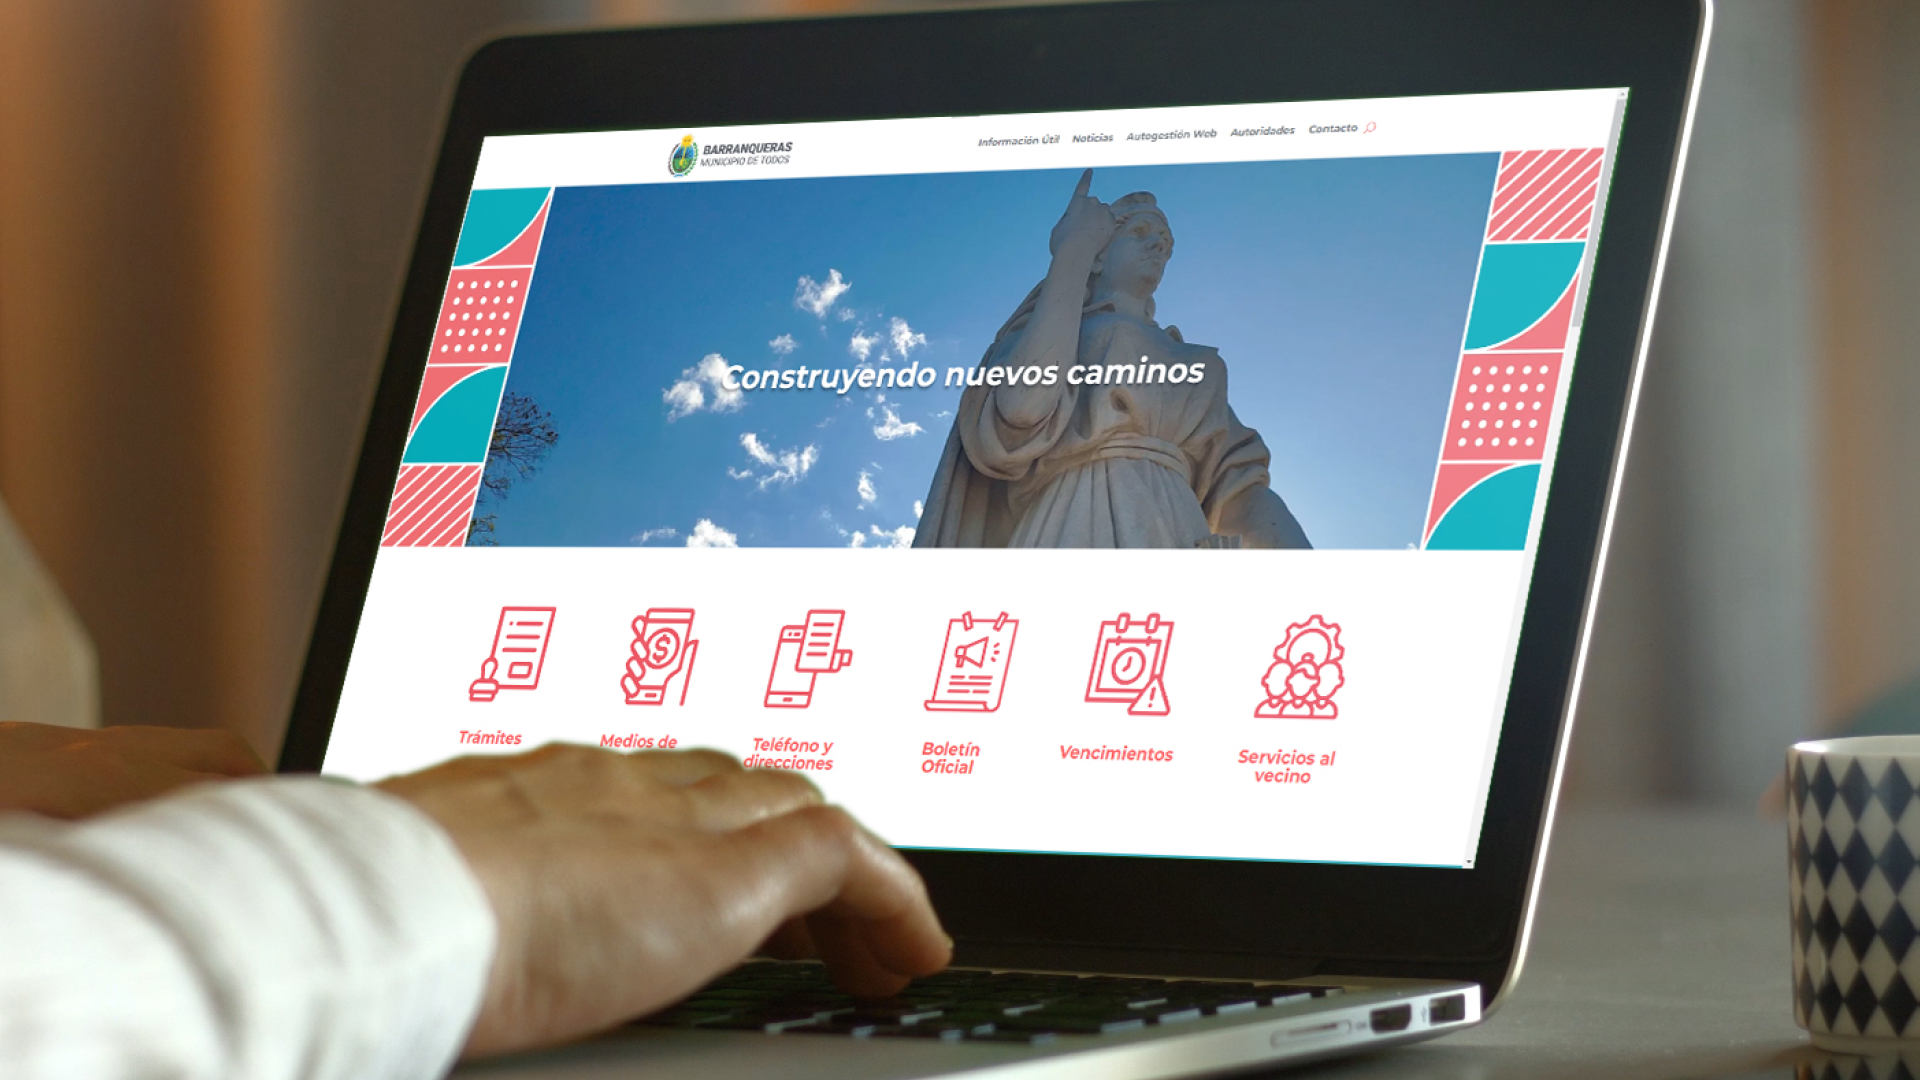 BARRANQUERAS
MUNICIPIO DE TODOS
Información Útil
Noticias
Autogestión Web
Autoridades
Contacto
Construyendo nuevos caminos
Trámites
Medios de
Teléfono y
direcciones
Boletín
Oficial
Vencimientos
Servicios al
vecino